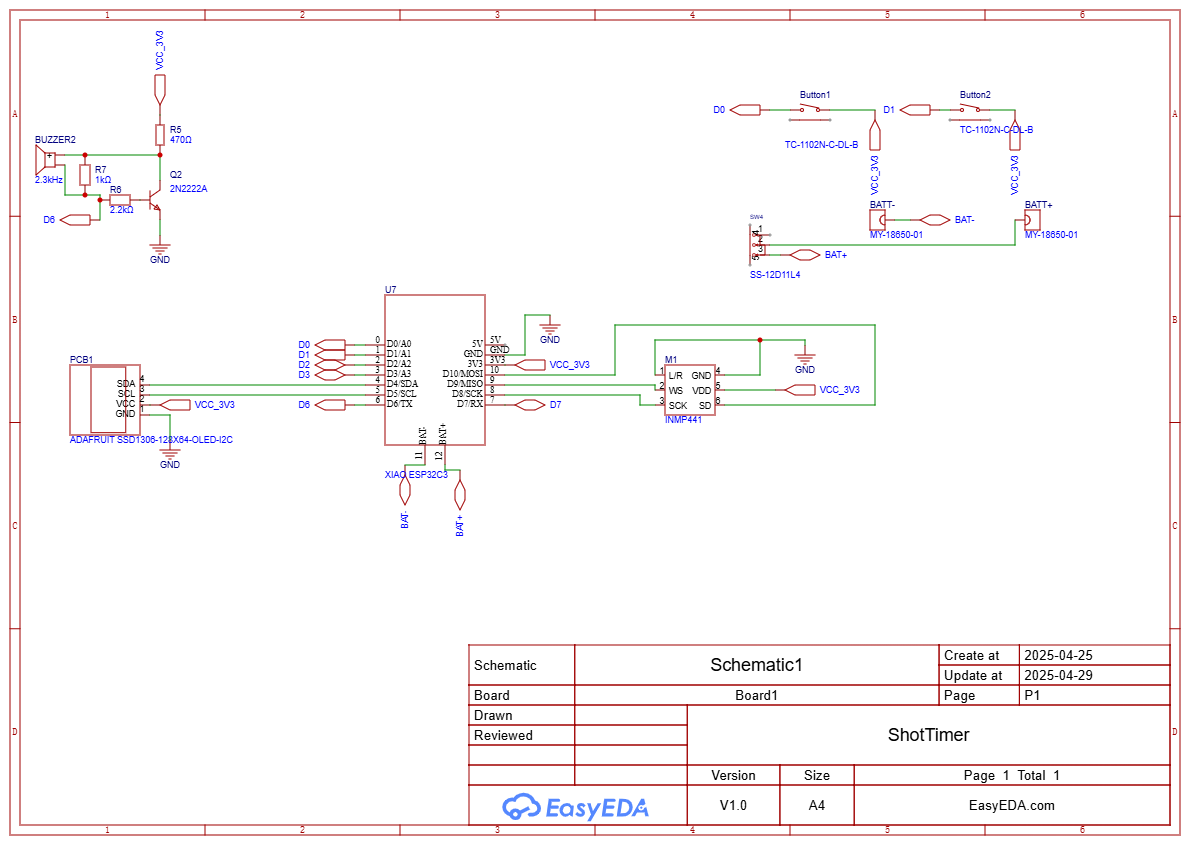 1 2 3 4 5 6
A
B
C
D
A
B
C
D
VCC_3V3
R5
470Ω
BUZZER2
+
2.3kHz
R7
1kΩ
R6
2.2kΩ
Q2
2N2222A
D6
GND
D0
Button1
TC-1102N-C-DL-B
VCC_3V3
D1
Button2
TC-1102N-C-DL-B
VCC_3V3
BATT-
BAT-
MY-18650-01
BATT+
MY-18650-01
SW4
1
2
3
4
5
BAT+
SS-12D11L4
U7
D0 0 D0/A0
D1 1 D1/A1
D2 2 D2/A2
D3 3 D3/A3
4 D4/SDA
5 D5/SCL
D6 6 D6/TX
5V 5V
GND GND
3V3 3V3
D10/MOSI 10
D9/MISO 9
D8/SCK 8
D7/RX 7
GND
VCC_3V3
D7
BAT- 11
BAT+ 12
XIAO ESP32C3
BAT-
BAT+
PCB1
SDA 4
SCL 3
VCC 2
GND 1
VCC_3V3
ADAFRUIT SSD1306-128X64-OLED-I2C
GND
M1
1 L/R GND 4
2 WS VDD 5
3 SCK SD 6
INMP441
GND
VCC_3V3
Schematic Schematic1
Create at 2025-04-25
Update at 2025-04-29
Board Board1 Page P1
Drawn
Reviewed
ShotTimer
Version Size Page 1 Total 1
EasyEDA V1.0 A4 EasyEDA.com
1 2 3 4 5 6